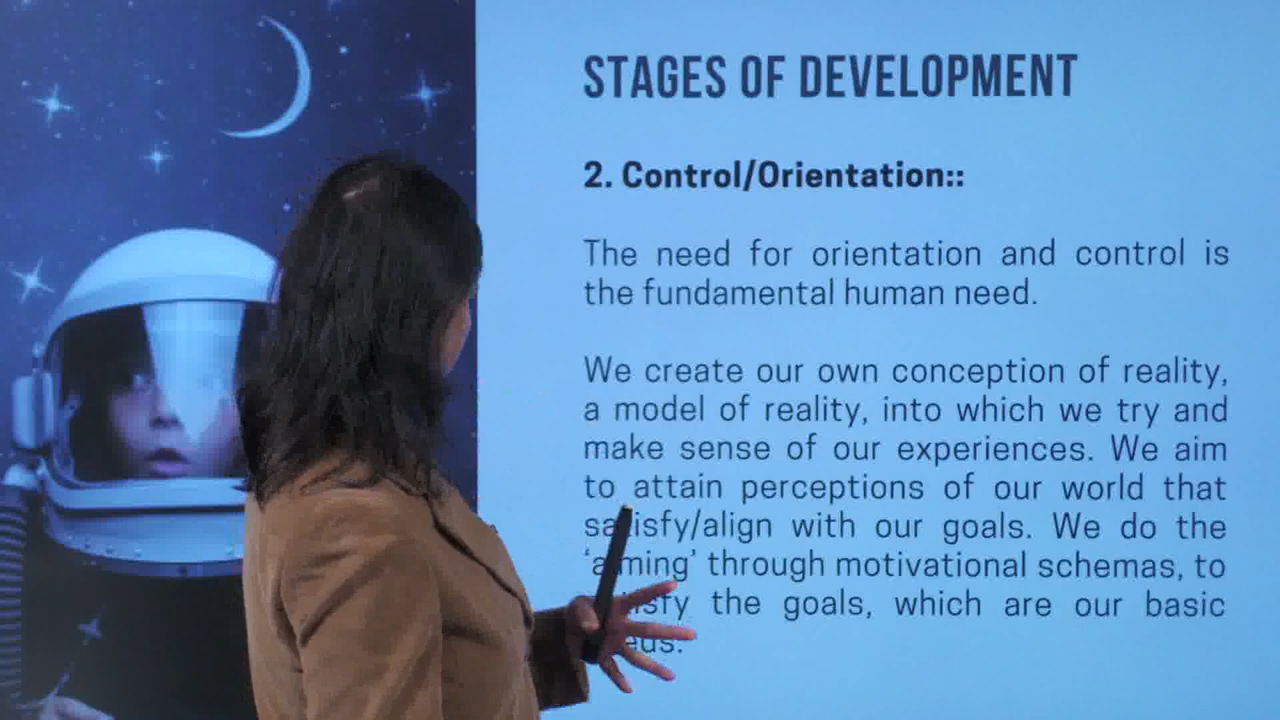 STAGES OF DEVELOPMENT
2. Control/Orientation::
The need for orientation and control is
the fundamental human need.
We create our own conception of reality,
a model of reality, into which we try and
make sense of our experiences. We aim
to attain perceptions of our world that
satisfy/align with our goals. We do the
‘aiming’ through motivational schemas, to
the goals, which are our basic